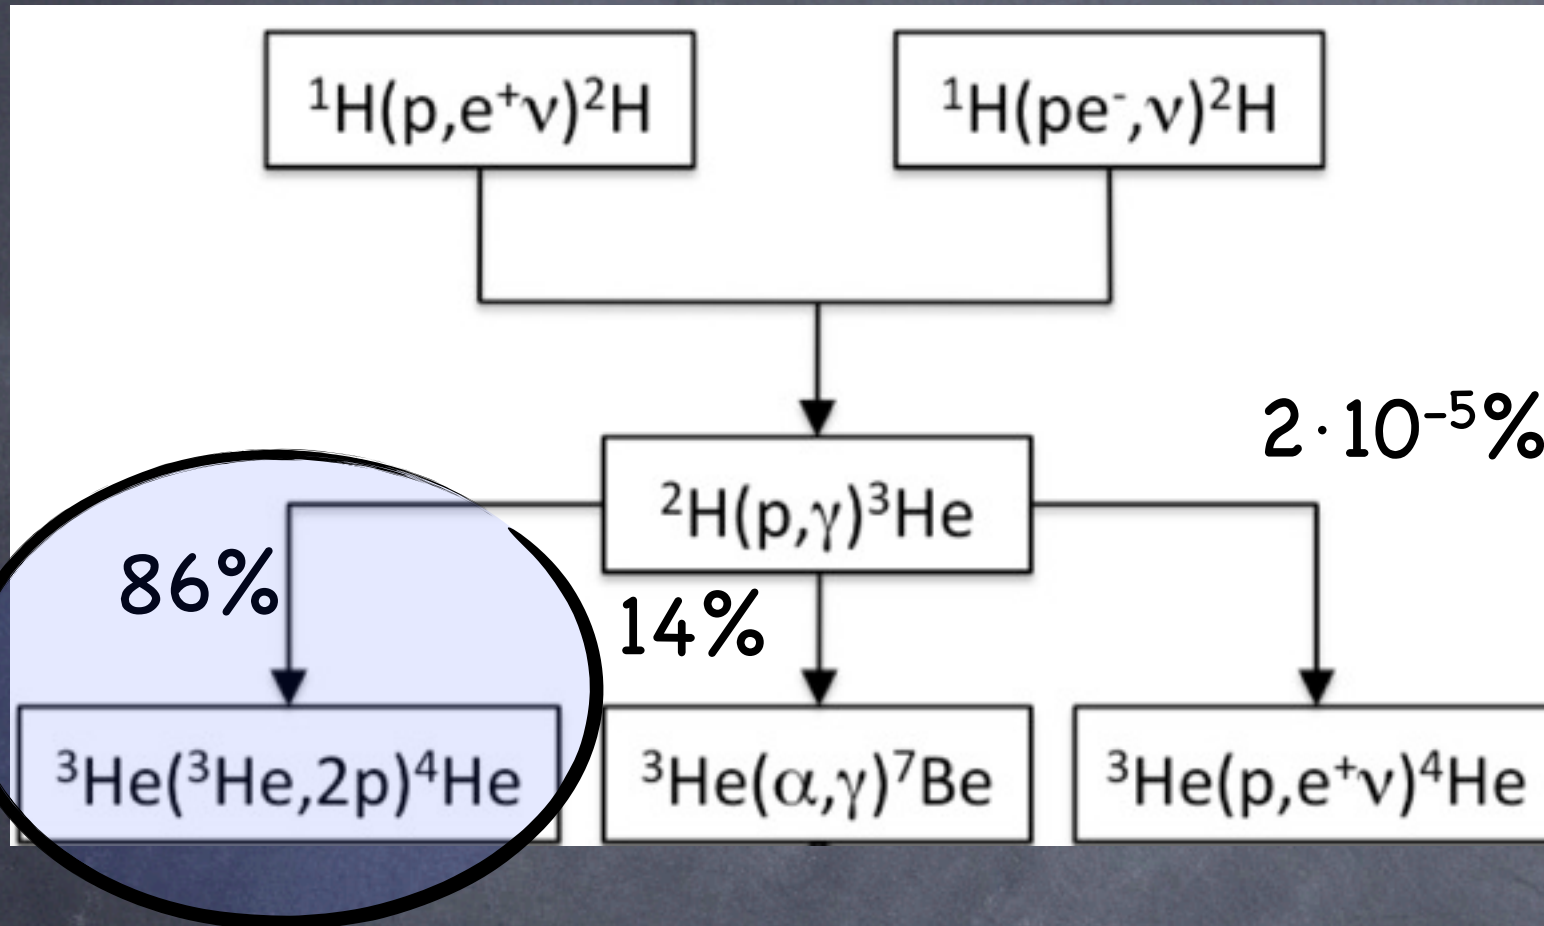 ¹H(p,e⁺ν)²H
¹H(pe⁻,ν)²H
2·10⁻⁵%
²H(p,γ)³He
86%
14%
³He(³He,2p)⁴He
³He(α,γ)⁷Be
³He(p,e⁺ν)⁴He